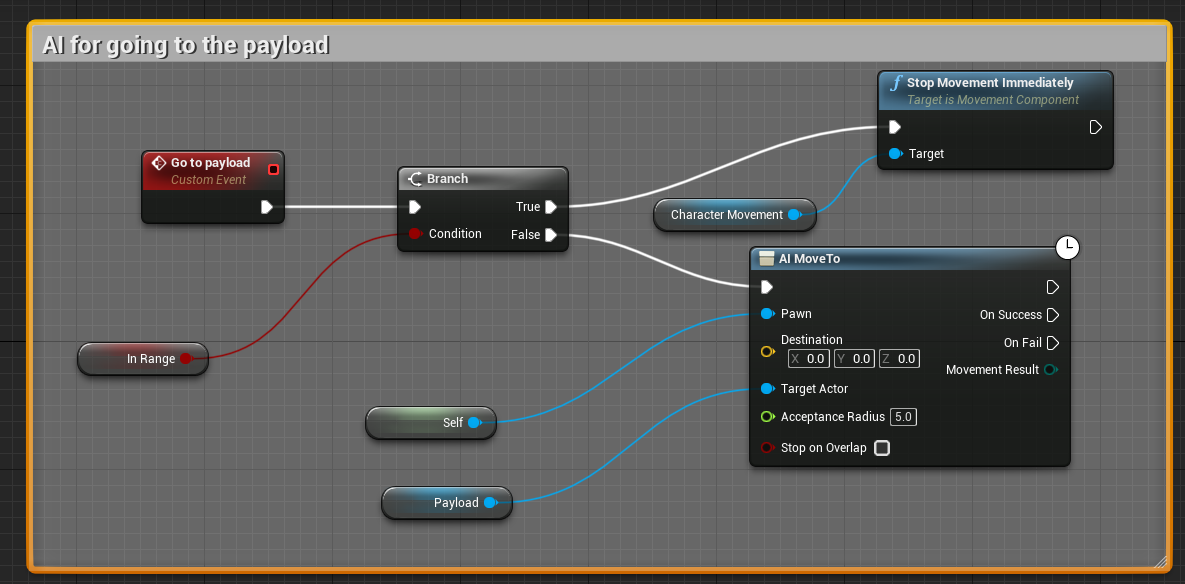 AI for going to the payload
Stop Movement Immediately
Target is Movement Component
Target
Go to payload
Custom Event
Branch
True
Condition
False
Character Movement
AI MoveTo
Pawn
On Success
Destination
X 0.0 Y 0.0 Z 0.0
On Fail
Movement Result
In Range
Target Actor
Acceptance Radius 5.0
Self
Stop on Overlap
Payload